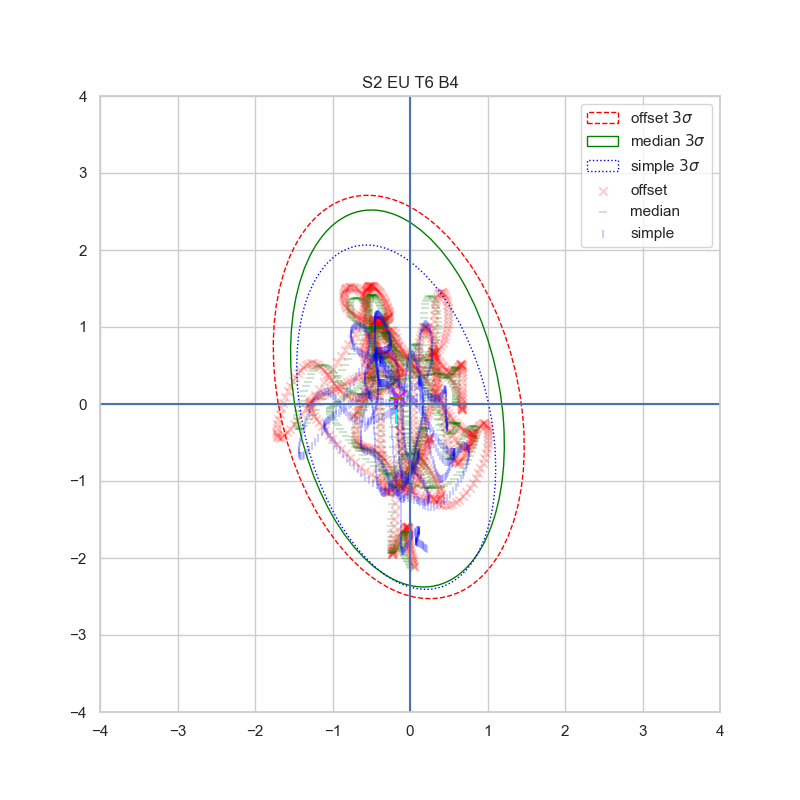 S2 EU T6 B4
offset 3σ
median 3σ
simple 3σ
offset
median
simple
4
3
2
1
0
−1
−2
−3
−4
−4 −3 −2 −1 0 1 2 3 4